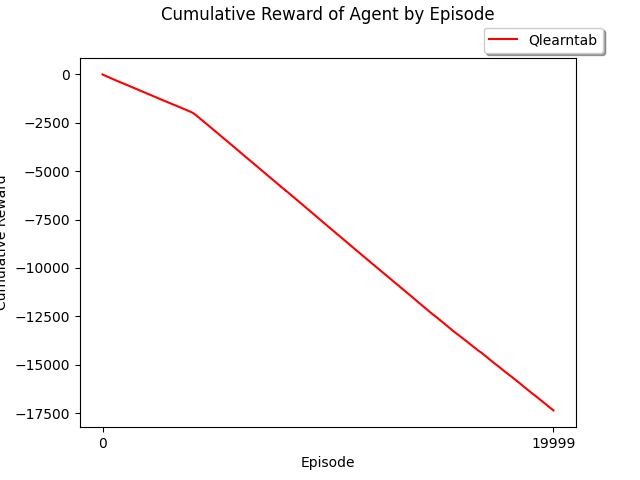 Cumulative Reward of Agent by Episode
Qlearntab
0
−2500
−5000
−7500
−10000
−12500
−15000
−17500
Cumulative Reward
0
19999
Episode